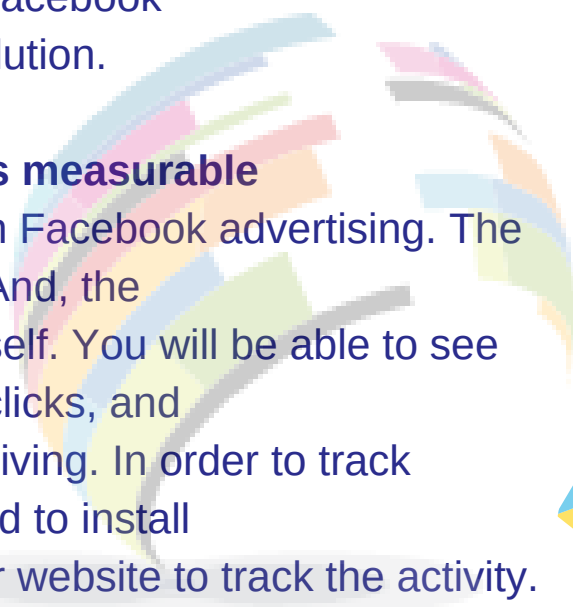 acebook
lution.
s measurable
n Facebook advertising. The
And, the
self. You will be able to see
clicks, and
iving. In order to track
d to install
r website to track the activity.